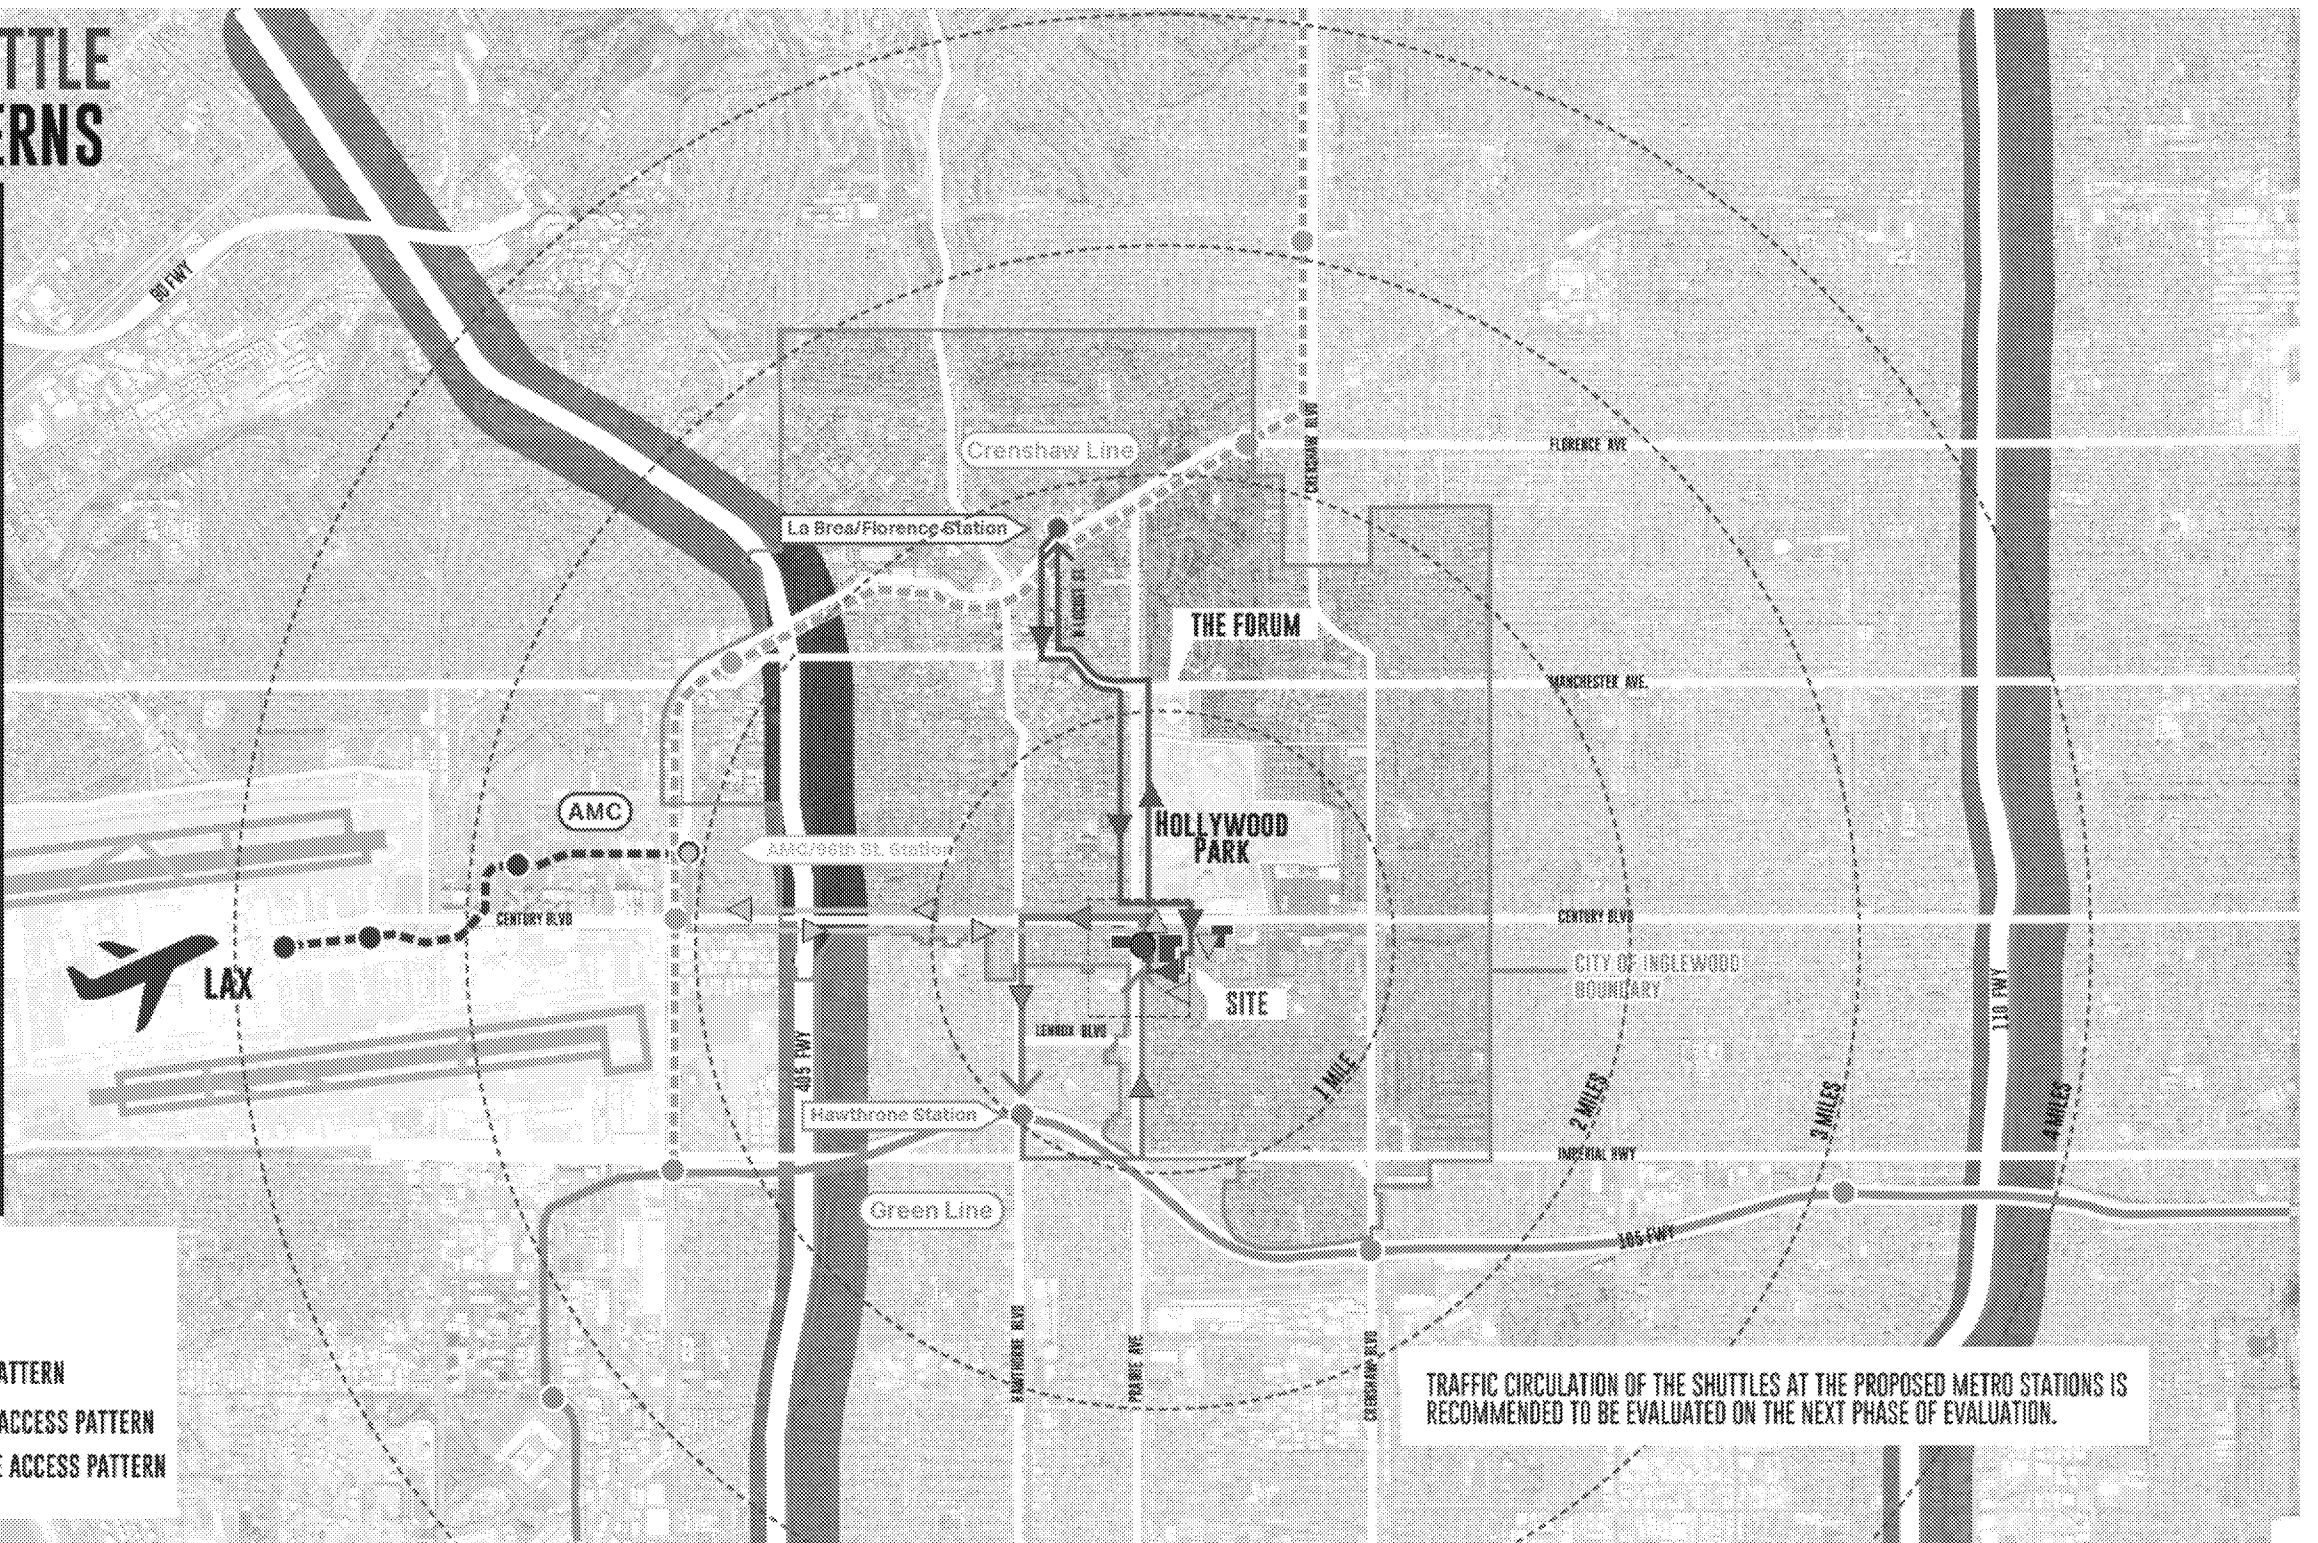 TTLE
ERNS
80 FWY
CRENSHAW BLVD
Crenshaw Line
FLORENCE AVE
La Brea/Florence Station
N LOCUST ST.
THE FORUM
MANCHESTER AVE.
AMC
HOLLYWOOD
PARK
AMC/96th St. Station
CENTURY BLVD
CENTURY BLVD
LAX
CITY OF INGLEWOOD
BOUNDARY
SITE
110 FWY
LENNOX BLVD
405 FWY
1 MILE
2 MILES
3 MILES
4 MILES
Hawthrone Station
IMPERIAL HWY
Green Line
105 FWY
HAWTHORNE BLVD
PRAIRIE AVE
CRENSHAW BLVD
ATTERN
ACCESS PATTERN
E ACCESS PATTERN
TRAFFIC CIRCULATION OF THE SHUTTLES AT THE PROPOSED METRO STATIONS IS
RECOMMENDED TO BE EVALUATED ON THE NEXT PHASE OF EVALUATION.